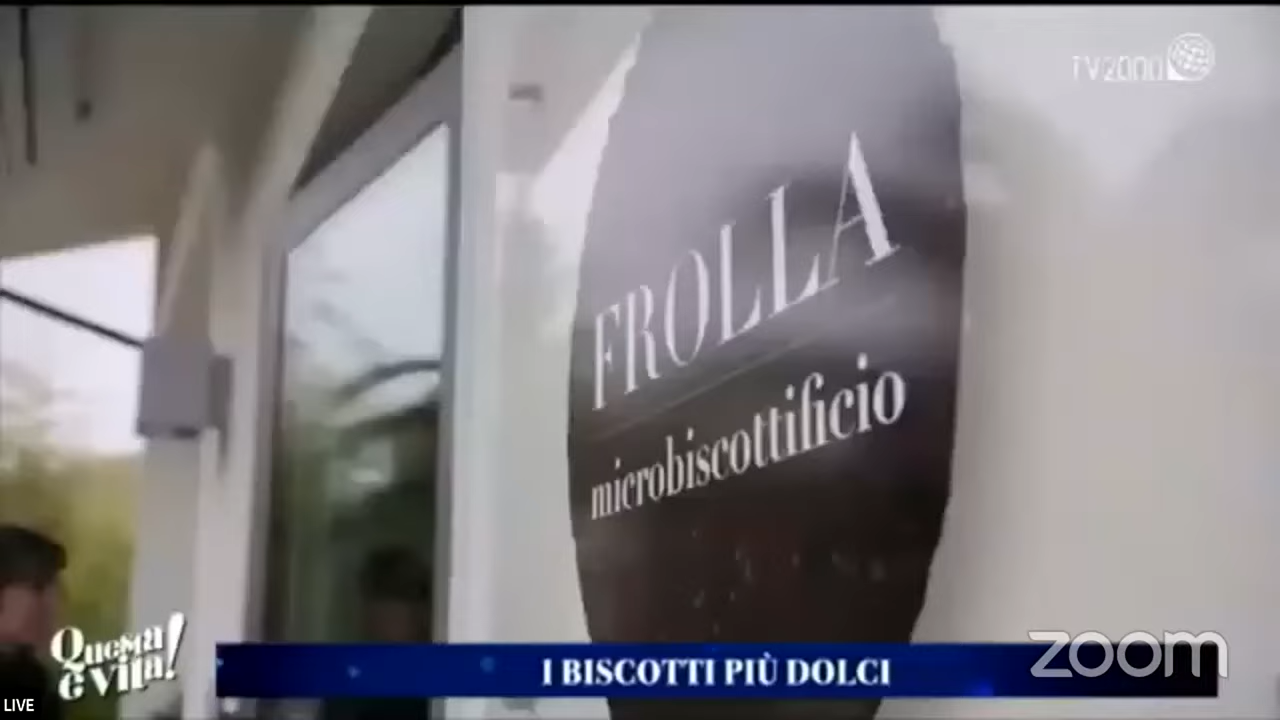 TV2000
FROLLA
microbiscottificio
Questa
è vita!
I BISCOTTI PIÙ DOLCI
zoom
LIVE